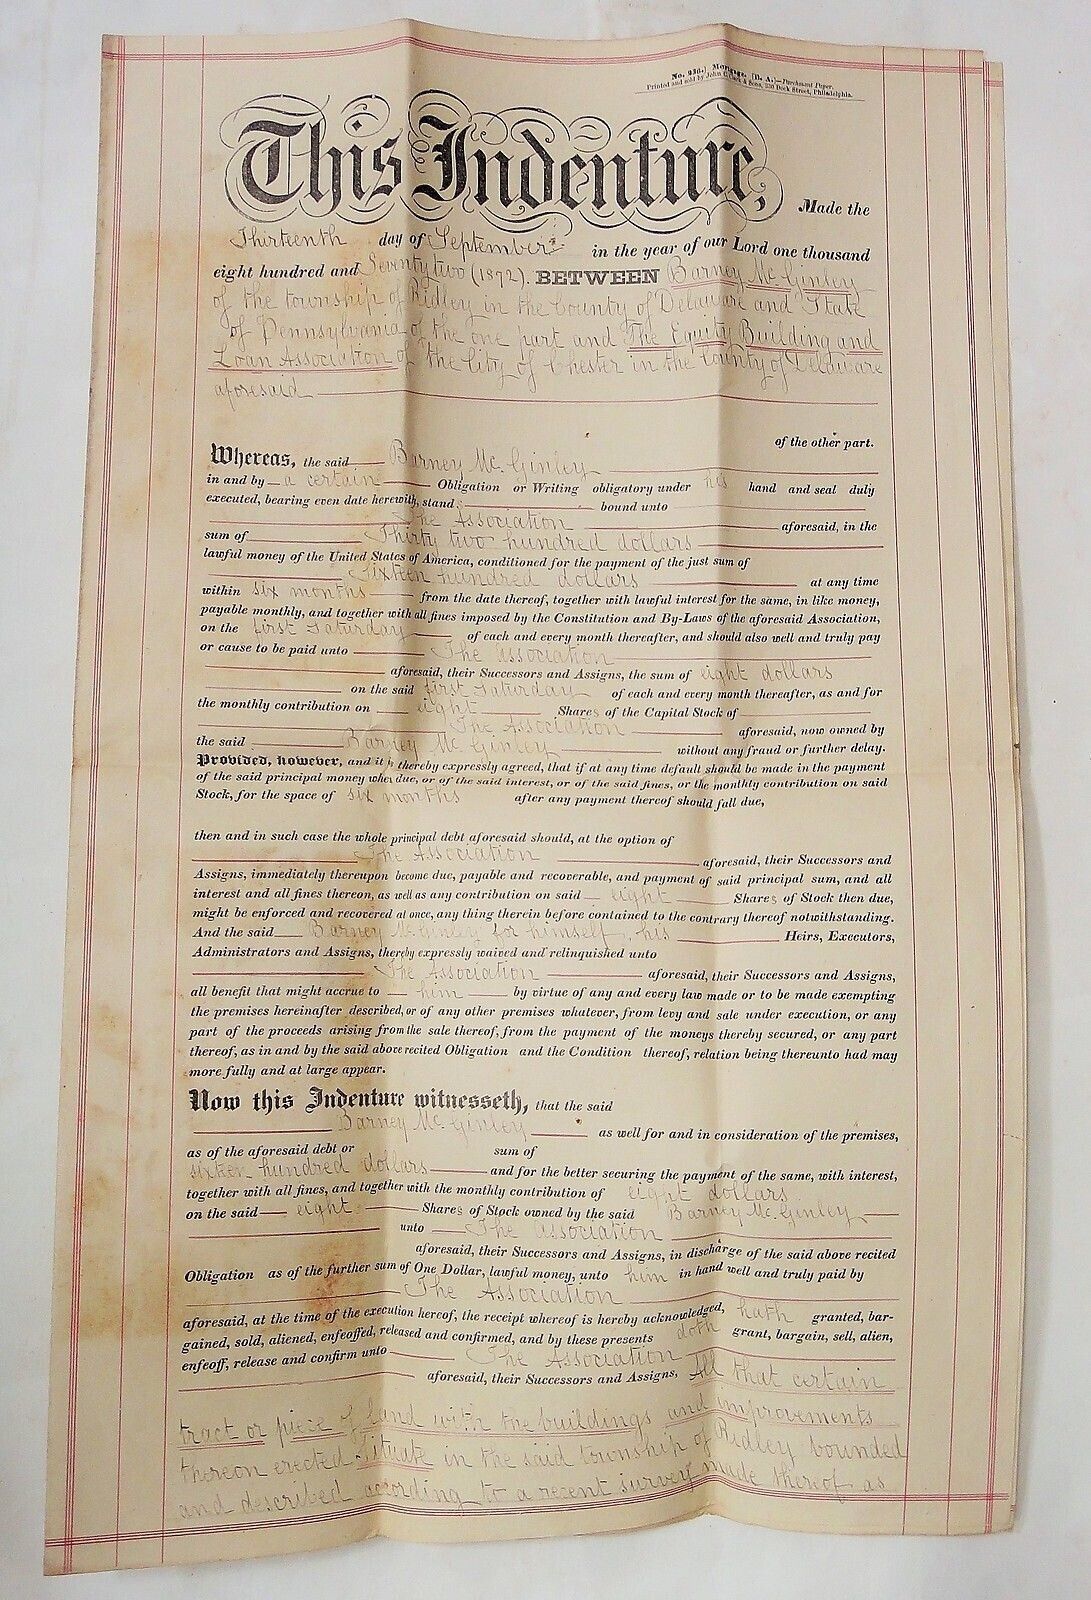 No. 936.] Mortgage. [B. A.]—Parchment Paper.
Printed and sold by John C. Clark & Sons, 230 Dock Street, Philadelphia.
This Indenture, Made the
Thirteenth day of September in the year of our Lord one thousand
eight hundred and Seventy two (1872). BETWEEN Barney Mc. Ginley
of the township of Ridley in the County of Delaware and State
of Pennsylvania of the one part and The Equity Building and
Loan Association of the City of Chester in the County of Delaware
aforesaid
of the other part.
Whereas, the said Barney Mc. Ginley
in and by a certain Obligation or Writing obligatory under his hand and seal duly
executed, bearing even date herewith, stand bound unto
The Association aforesaid, in the
sum of Thirty two hundred dollars
lawful money of the United States of America, conditioned for the payment of the just sum of
Sixteen hundred dollars at any time
within six months from the date thereof, together with lawful interest for the same, in like money,
payable monthly, and together with all fines imposed by the Constitution and By-Laws of the aforesaid Association,
on the first Saturday of each and every month thereafter, and should also well and truly pay
or cause to be paid unto The Association
aforesaid, their Successors and Assigns, the sum of eight dollars
on the said first Saturday of each and every month thereafter, as and for
the monthly contribution on eight Shares of the Capital Stock of
The Association aforesaid, now owned by
the said Barney Mc Ginley without any fraud or further delay.
Provided, however, and it is thereby expressly agreed, that if at any time default should be made in the payment
of the said principal money when due, or of the said interest, or of the said fines, or the monthly contribution on said
Stock, for the space of six months after any payment thereof should fall due,
then and in such case the whole principal debt aforesaid should, at the option of
The Association aforesaid, their Successors and
Assigns, immediately thereupon become due, payable and recoverable, and payment of said principal sum, and all
interest and all fines thereon, as well as any contribution on said eight Shares of Stock then due,
might be enforced and recovered at once, any thing therein before contained to the contrary thereof notwithstanding.
And the said Barney McGinley for himself, his Heirs, Executors,
Administrators and Assigns, thereby expressly waived and relinquished unto
The Association aforesaid, their Successors and Assigns,
all benefit that might accrue to him by virtue of any and every law made or to be made exempting
the premises hereinafter described, or of any other premises whatever, from levy and sale under execution, or any
part of the proceeds arising from the sale thereof, from the payment of the moneys thereby secured, or any part
thereof, as in and by the said above recited Obligation and the Condition thereof, relation being thereunto had may
more fully and at large appear.
Now this Indenture witnesseth, that the said
Barney Mc. Ginley as well for and in consideration of the premises,
as of the aforesaid debt or sum of
sixteen hundred dollars and for the better securing the payment of the same, with interest,
together with all fines, and together with the monthly contribution of eight dollars
on the said eight Shares of Stock owned by the said Barney Mc. Ginley
unto The Association
aforesaid, their Successors and Assigns, in discharge of the said above recited
Obligation as of the further sum of One Dollar, lawful money, unto him in hand well and truly paid by
The Association
aforesaid, at the time of the execution hereof, the receipt whereof is hereby acknowledged, hath granted, bar-
gained, sold, aliened, enfeoffed, released and confirmed, and by these presents doth grant, bargain, sell, alien,
enfeoff, release and confirm unto The Association
aforesaid, their Successors and Assigns, All that certain
tract or piece of land with the buildings and improvements
thereon erected Situate in the said township of Ridley bounded
and described according to a recent survey made thereof as